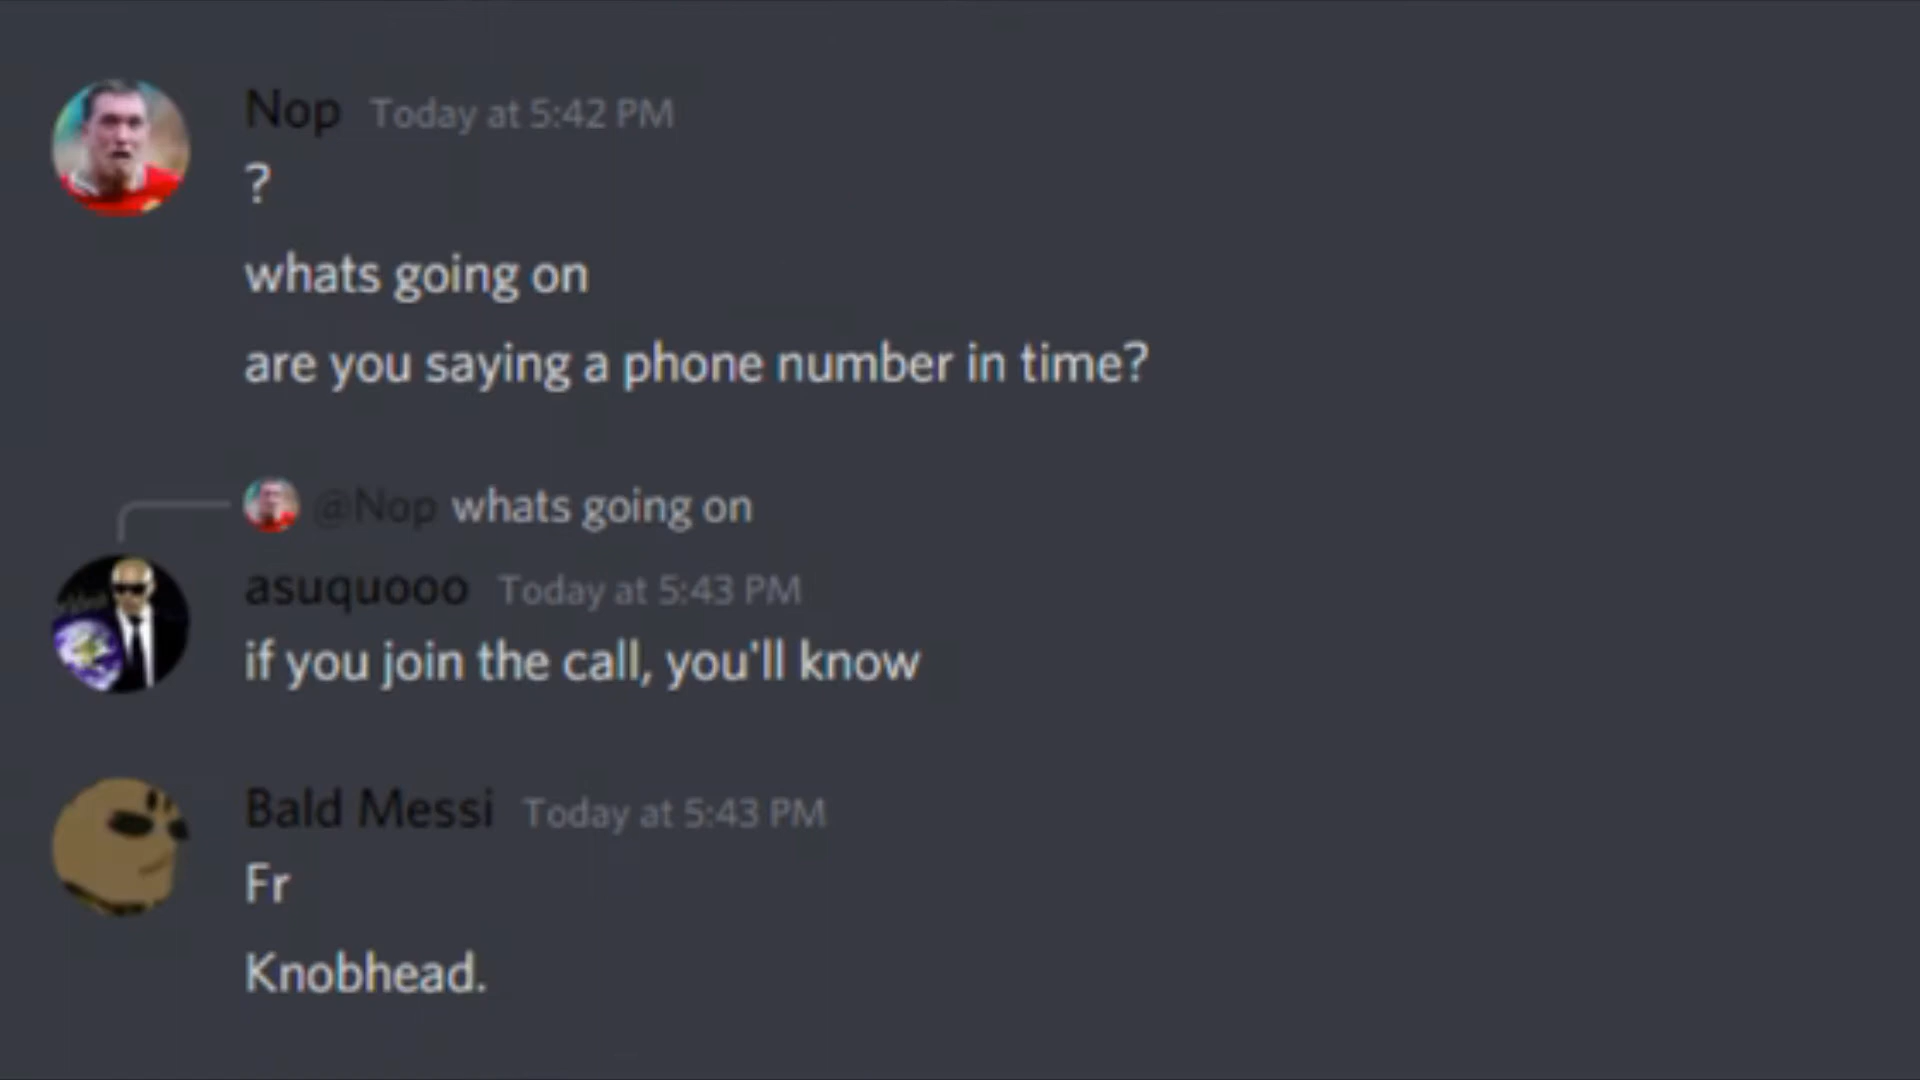 Nop Today at 5:42 PM
?
whats going on
are you saying a phone number in time?
@Nop whats going on
asuquooo Today at 5:43 PM
if you join the call, you'll know
Bald Messi Today at 5:43 PM
Fr
Knobhead.